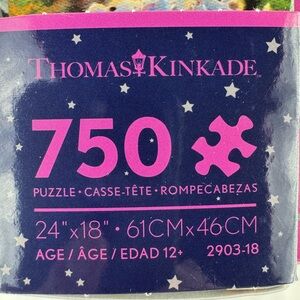 THOMAS KINKADE
750
PUZZLE • CASSE-TÊTE • ROMPECABEZAS
24"x18" • 61CMx46CM
AGE / ÂGE / EDAD 12+ 2903-18